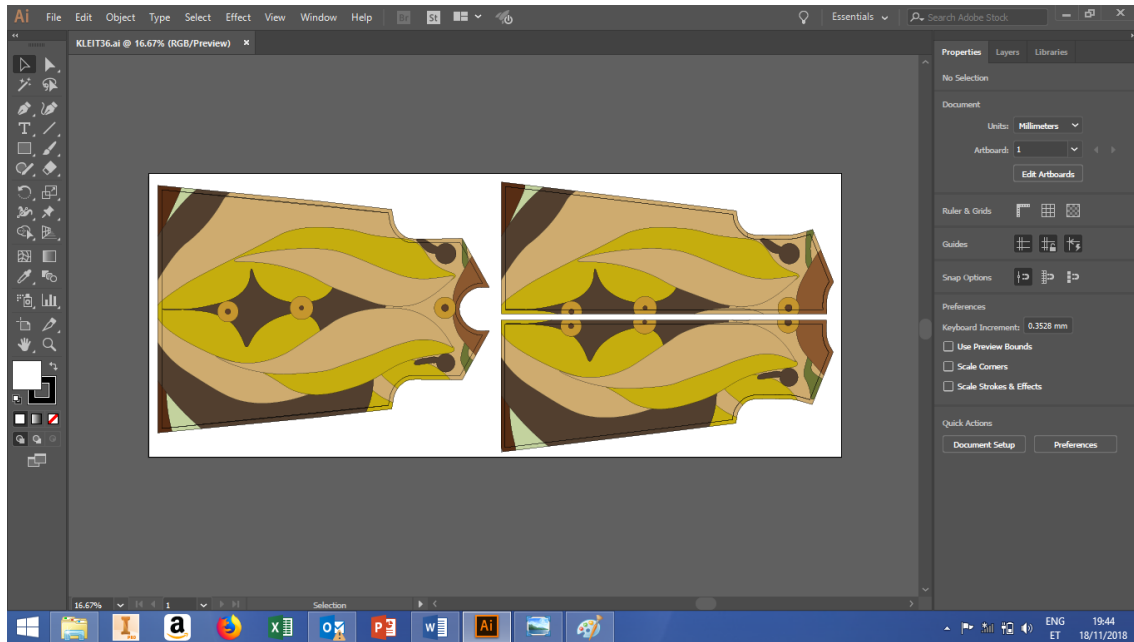 Ai File Edit Object Type Select Effect View Window Help Br St Essentials Search Adobe Stock
KLEIT36.ai @ 16.67% (RGB/Preview) ×
Properties Layers Libraries
No Selection
Document
Units: Millimeters
Artboard: 1
Edit Artboards
Ruler & Grids
Guides
Snap Options
Preferences
Keyboard Increment: 0.3528 mm
Use Preview Bounds
Scale Corners
Scale Strokes & Effects
Quick Actions
Document Setup Preferences
16.67% 1 Selection
I PRO a X O P W Ai
ENG 19:44
ET 18/11/2018